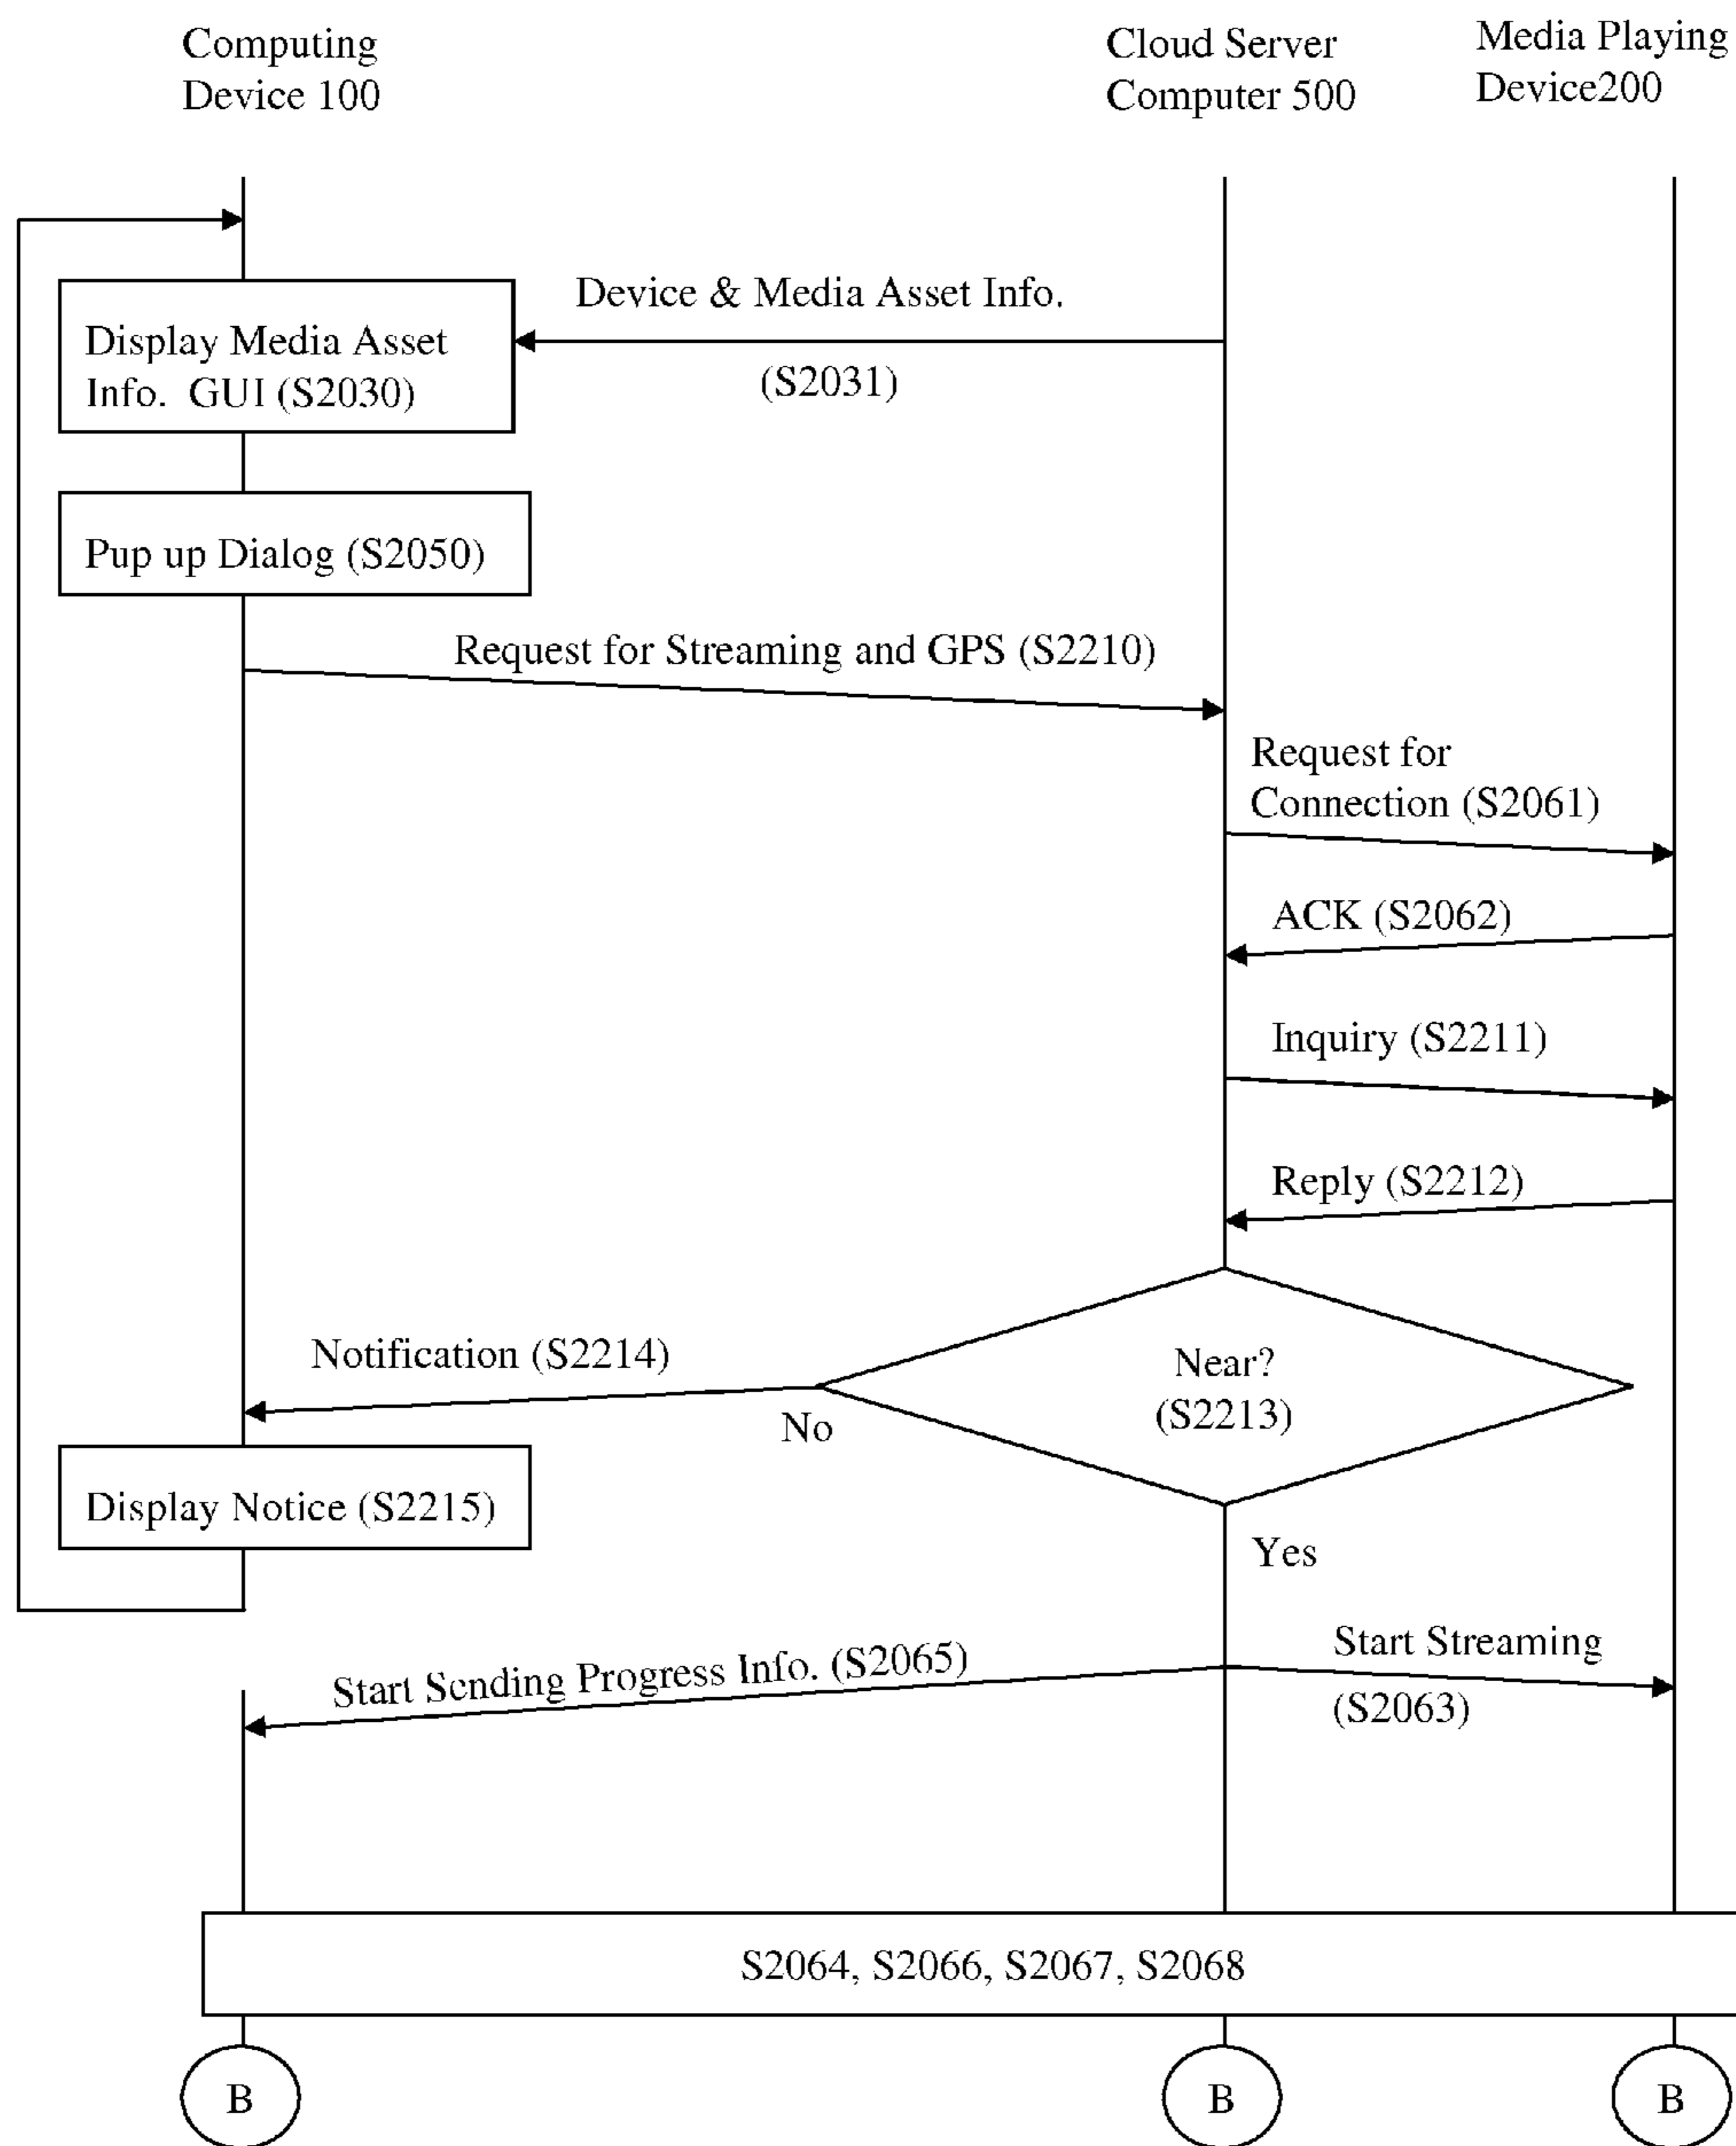 Computing
Device 100
Cloud Server
Computer 500
Media Playing
Device200
Device & Media Asset Info.
(S2031)
Display Media Asset
Info. GUI (S2030)
Pup up Dialog (S2050)
Request for Streaming and GPS (S2210)
Request for
Connection (S2061)
ACK (S2062)
Inquiry (S2211)
Reply (S2212)
Near?
(S2213)
Notification (S2214)
No
Display Notice (S2215)
Yes
Start Sending Progress Info. (S2065)
Start Streaming
(S2063)
S2064, S2066, S2067, S2068
B
B
B